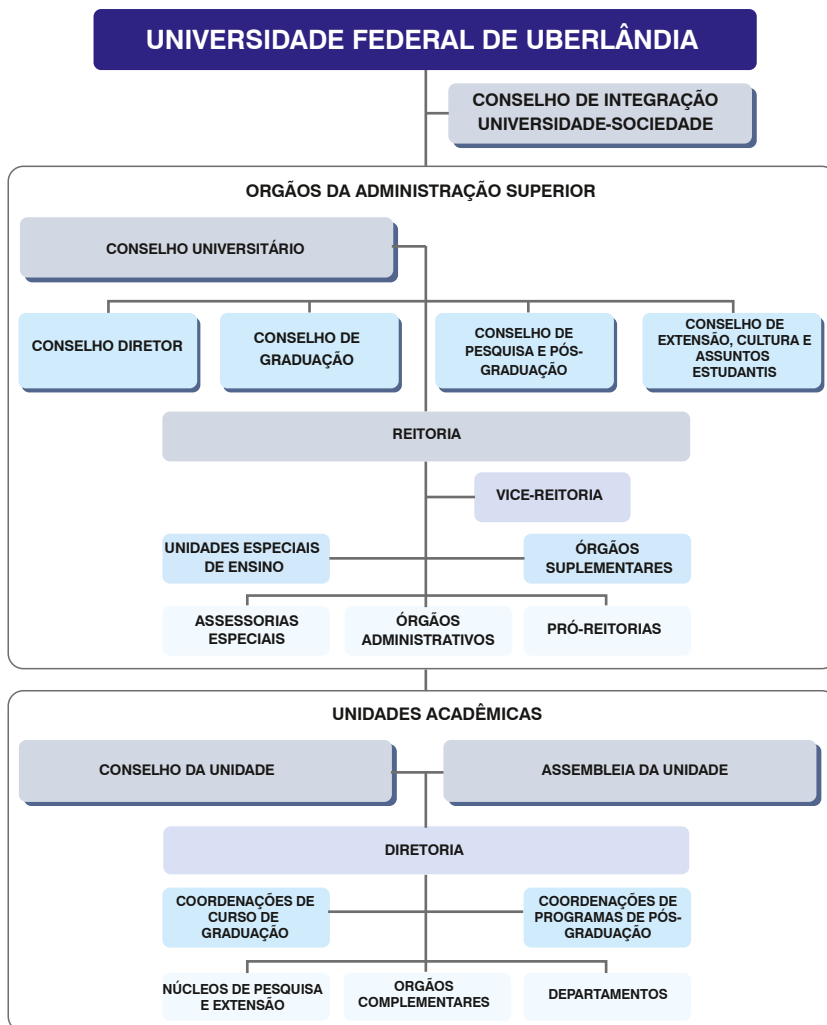 UNIVERSIDADE FEDERAL DE UBERLÂNDIA
CONSELHO DE INTEGRAÇÃO
UNIVERSIDADE-SOCIEDADE
ORGÃOS DA ADMINISTRAÇÃO SUPERIOR
CONSELHO UNIVERSITÁRIO
CONSELHO DIRETOR
CONSELHO DE
GRADUAÇÃO
CONSELHO DE
PESQUISA E PÓS-
GRADUAÇÃO
CONSELHO DE
EXTENSÃO, CULTURA E
ASSUNTOS
ESTUDANTIS
REITORIA
VICE-REITORIA
UNIDADES ESPECIAIS
DE ENSINO
ÓRGÃOS
SUPLEMENTARES
ASSESSORIAS
ESPECIAIS
ÓRGÃOS
ADMINISTRATIVOS
PRÓ-REITORIAS
UNIDADES ACADÊMICAS
CONSELHO DA UNIDADE
ASSEMBLEIA DA UNIDADE
DIRETORIA
COORDENAÇÕES DE
CURSO DE
GRADUAÇÃO
COORDENAÇÕES DE
PROGRAMAS DE PÓS-
GRADUAÇÃO
NÚCLEOS DE PESQUISA
E EXTENSÃO
ORGÃOS
COMPLEMENTARES
DEPARTAMENTOS